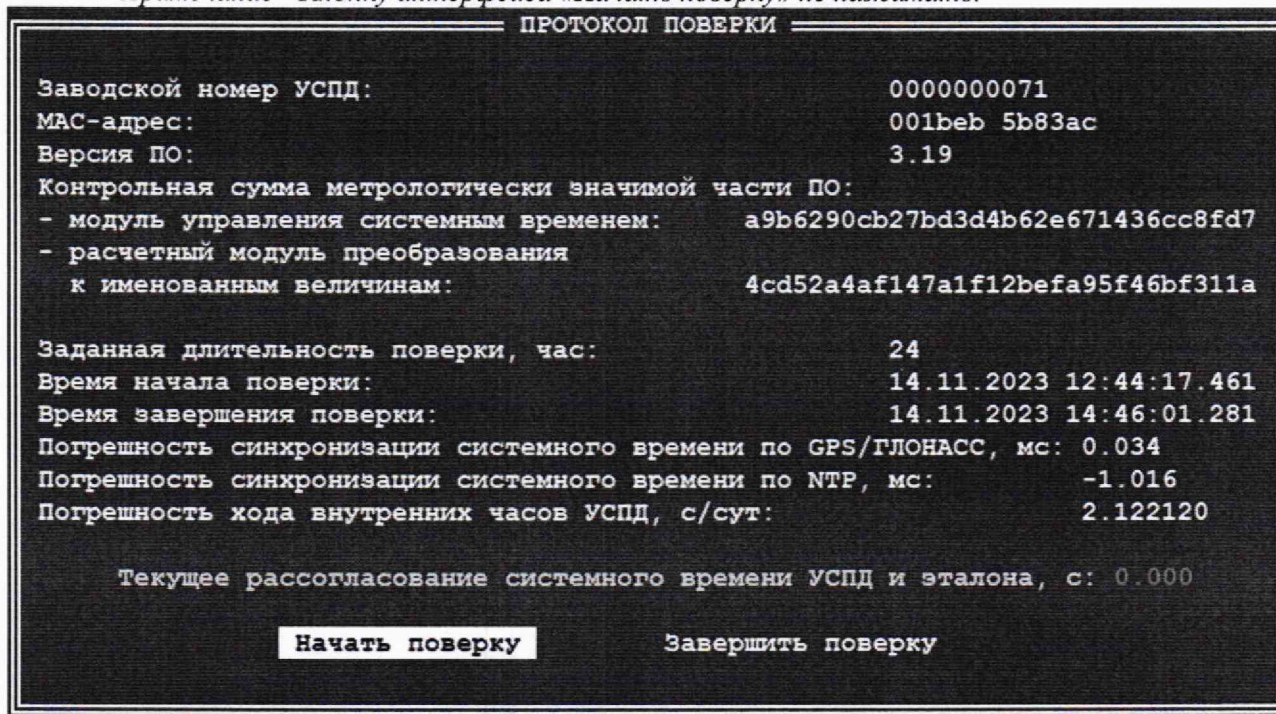 ПРОТОКОЛ ПОВЕРКИ
Заводской номер УСПД: 0000000071
МАС-адрес: 001beb 5b83ac
Версия ПО: 3.19
Контрольная сумма метрологически значимой части ПО:
- модуль управления системным временем: a9b6290cb27bd3d4b62e671436cc8fd7
- расчетный модуль преобразования
к именованным величинам: 4cd52a4af147a1f12befa95f46bf311a
Заданная длительность поверки, час: 24
Время начала поверки: 14.11.2023 12:44:17.461
Время завершения поверки: 14.11.2023 14:46:01.281
Погрешность синхронизации системного времени по GPS/ГЛОНАСС, мс: 0.034
Погрешность синхронизации системного времени по NTP, мс: -1.016
Погрешность хода внутренних часов УСПД, с/сут: 2.122120
Текущее рассогласование системного времени УСПД и эталона, с: 0.000
Начать поверку Завершить поверку